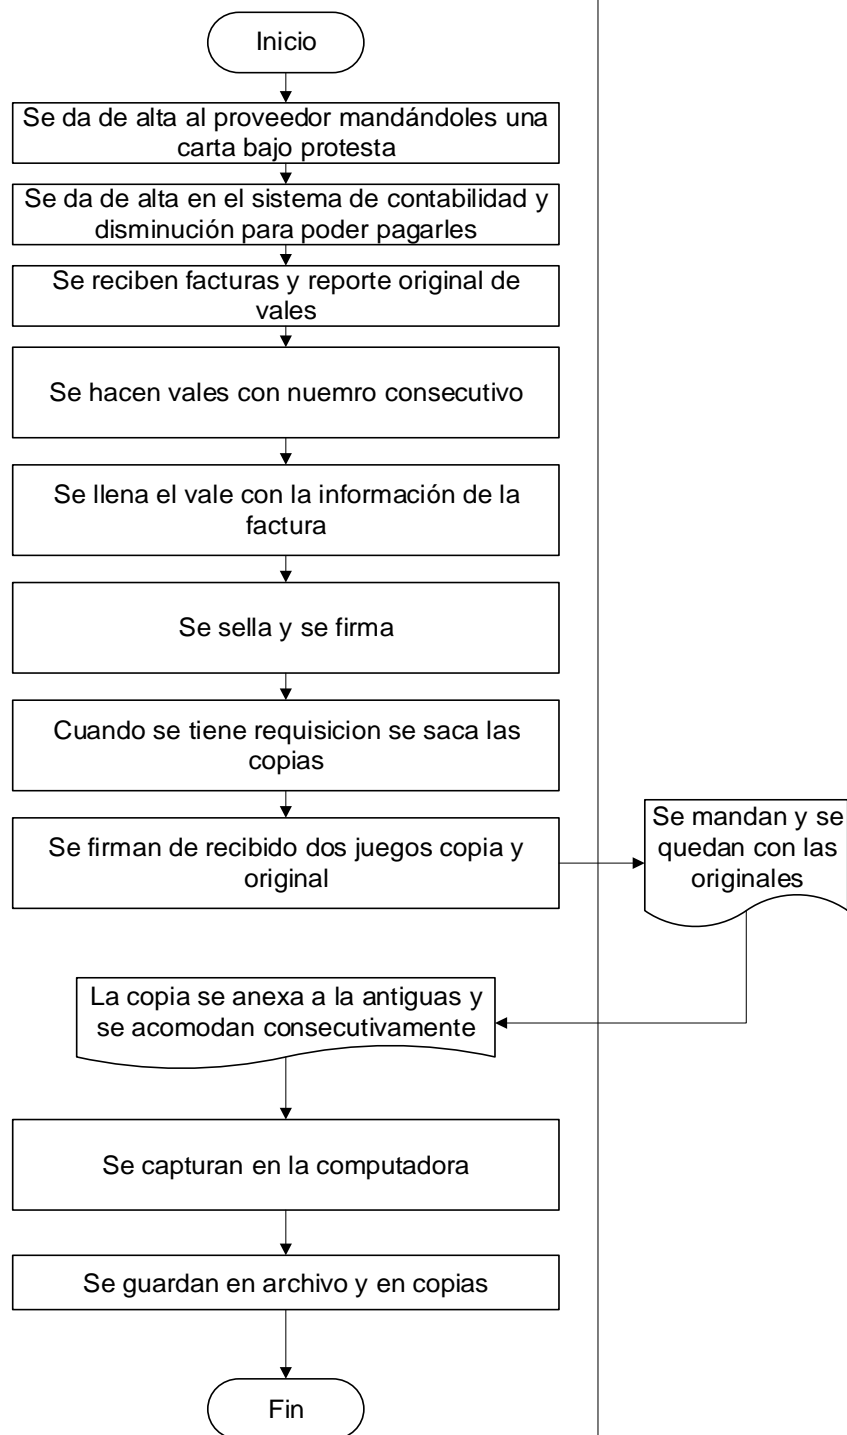 Inicio
Se da de alta al proveedor mandándoles una
carta bajo protesta
Se da de alta en el sistema de contabilidad y
disminución para poder pagarles
Se reciben facturas y reporte original de
vales
Se hacen vales con nuemro consecutivo
Se llena el vale con la información de la
factura
Se sella y se firma
Cuando se tiene requisicion se saca las
copias
Se firman de recibido dos juegos copia y
original
Se mandan y se
quedan con las
originales
La copia se anexa a la antiguas y
se acomodan consecutivamente
Se capturan en la computadora
Se guardan en archivo y en copias
Fin